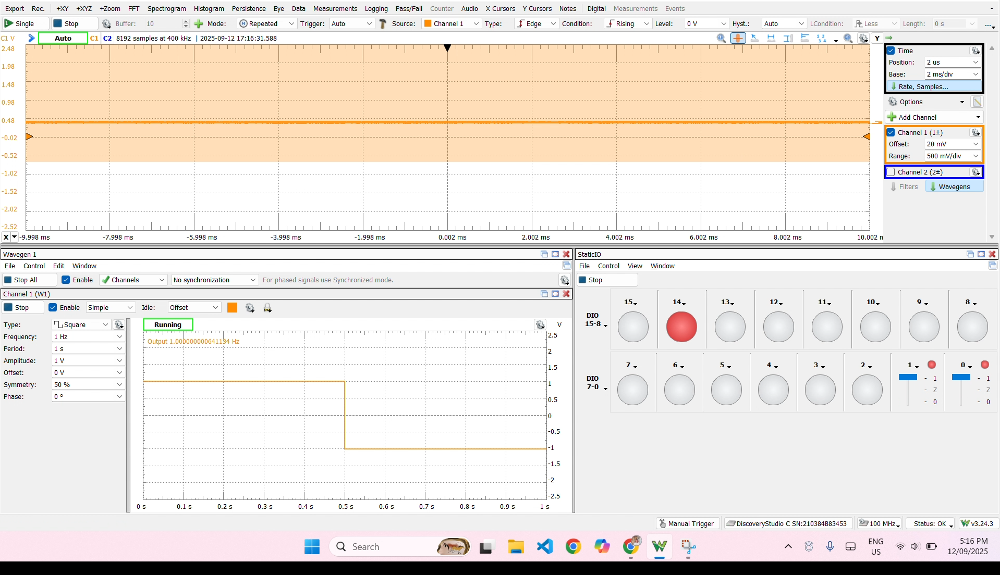 Export Rec. +XY +XYZ +Zoom FFT Spectrogram Histogram Persistence Eye Data Measurements Logging Pass/Fail Counter Audio X Cursors Y Cursors Notes Digital Measurements Events
Single Stop Buffer: 10 Mode: Repeated Trigger: Auto Source: Channel 1 Type: Edge Condition: Rising Level: 0 V Hyst.: Auto LCondition: Less Length: 0 s
C1 V Auto C1 C2 8192 samples at 400 kHz | 2025-09-12 17:16:31.588 Y
2.48
1.98
1.48
0.98
0.48
-0.02
-0.52
-1.02
-1.52
-2.02
-2.52
X -9.998 ms -7.998 ms -5.998 ms -3.998 ms -1.998 ms 0.002 ms 2.002 ms 4.002 ms 6.002 ms 8.002 ms 10.002 m
Time
Position: 2 us
Base: 2 ms/div
Rate, Samples...
Options
Add Channel
Channel 1 (1±)
Offset: 20 mV
Range: 500 mV/div
Channel 2 (2±)
Filters Wavegens
Wavegen 1
File Control Edit Window
Stop All Enable Channels No synchronization For phased signals use Synchronized mode.
Channel 1 (W1)
Stop Enable Simple Idle: Offset
Type: Square
Frequency: 1 Hz
Period: 1 s
Amplitude: 1 V
Offset: 0 V
Symmetry: 50 %
Phase: 0 º
Running V
Output 1.000000000641134 Hz
2.5
2
1.5
1
0.5
0
-0.5
-1
-1.5
-2
-2.5
0 s 0.1 s 0.2 s 0.3 s 0.4 s 0.5 s 0.6 s 0.7 s 0.8 s 0.9 s 1 s
StaticIO
File Control View Window
Stop
DIO
15-8
15 14 13 12 11 10 9 8
DIO
7-0
7 6 5 4 3 2 1 0
- 1 - 1
- Z - Z
- 0 - 0
Manual Trigger DiscoveryStudio C SN:210384B83453 100 MHz Status: OK v3.24.3
Search
ENG
US
5:16 PM
12/09/2025